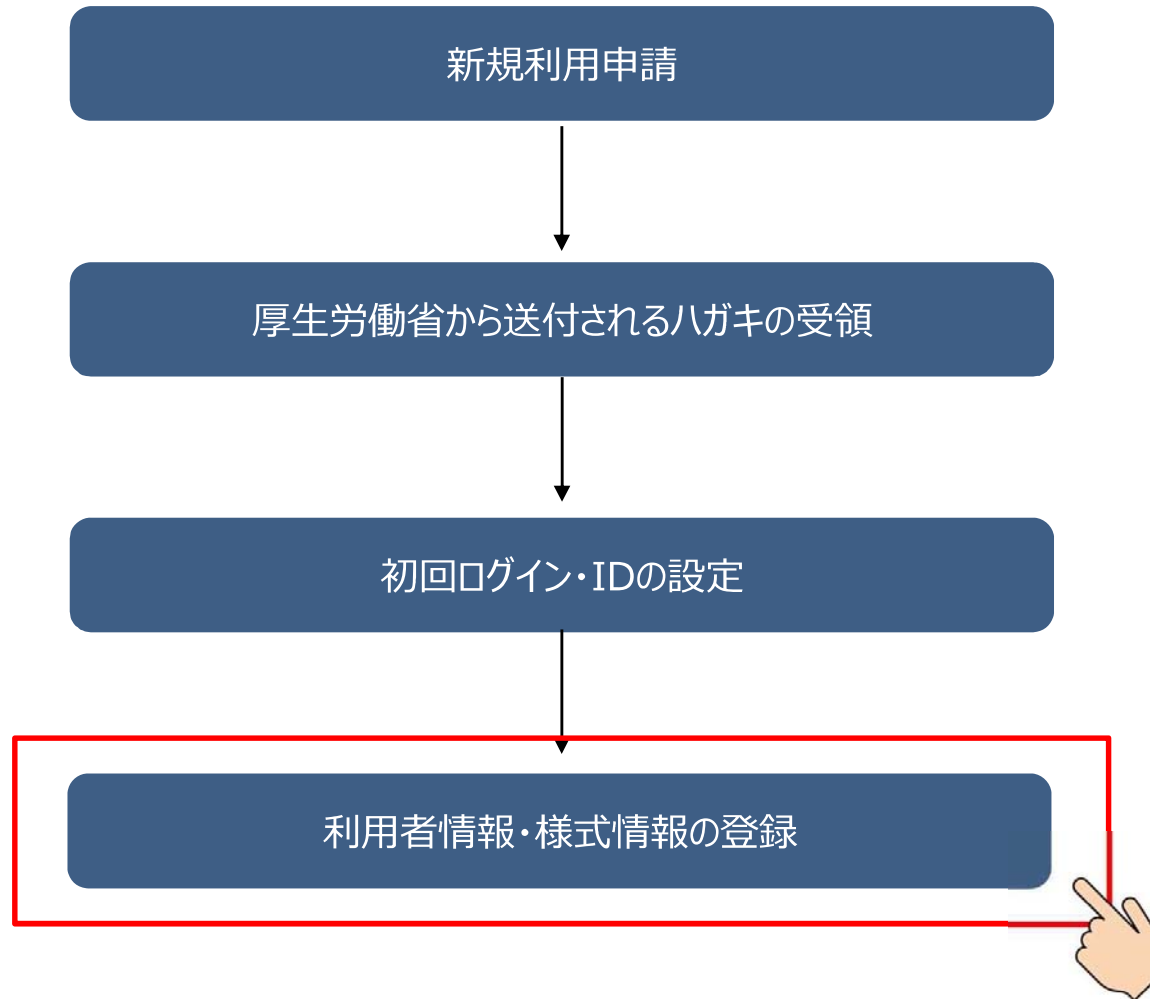 新規利用申請
厚生労働省から送付されるハガキの受領
初回ログイン・IDの設定
利用者情報・様式情報の登録